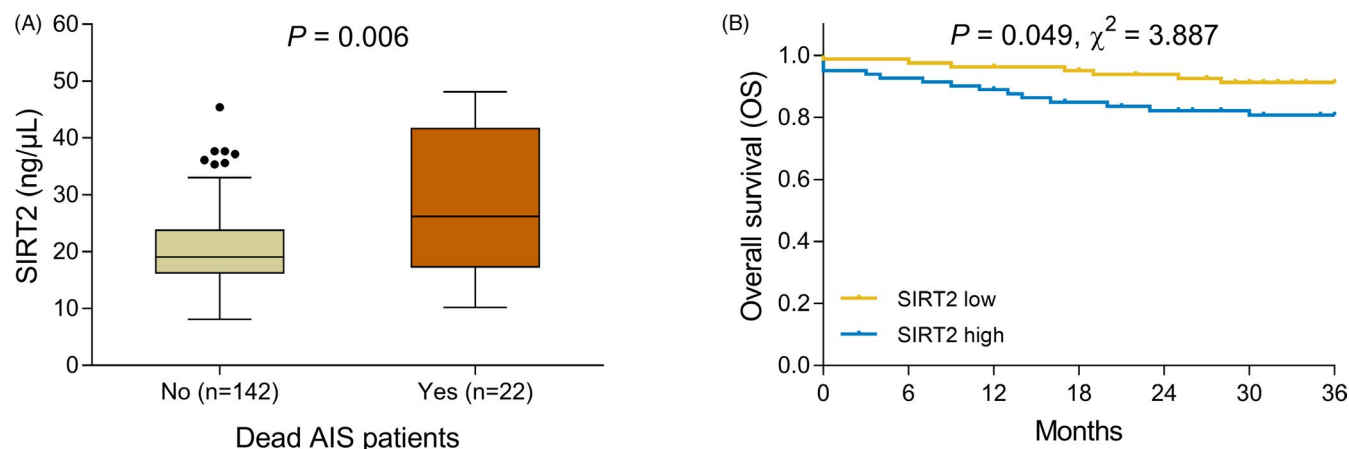 (A)
P = 0.006
60
50
40
30
20
10
0
SIRT2 (ng/µL)
No (n=142)
Yes (n=22)
Dead AIS patients
(B)
P = 0.049, χ² = 3.887
1.0
0.8
0.6
0.4
0.2
0.0
Overall survival (OS)
SIRT2 low
SIRT2 high
0 6 12 18 24 30 36
Months